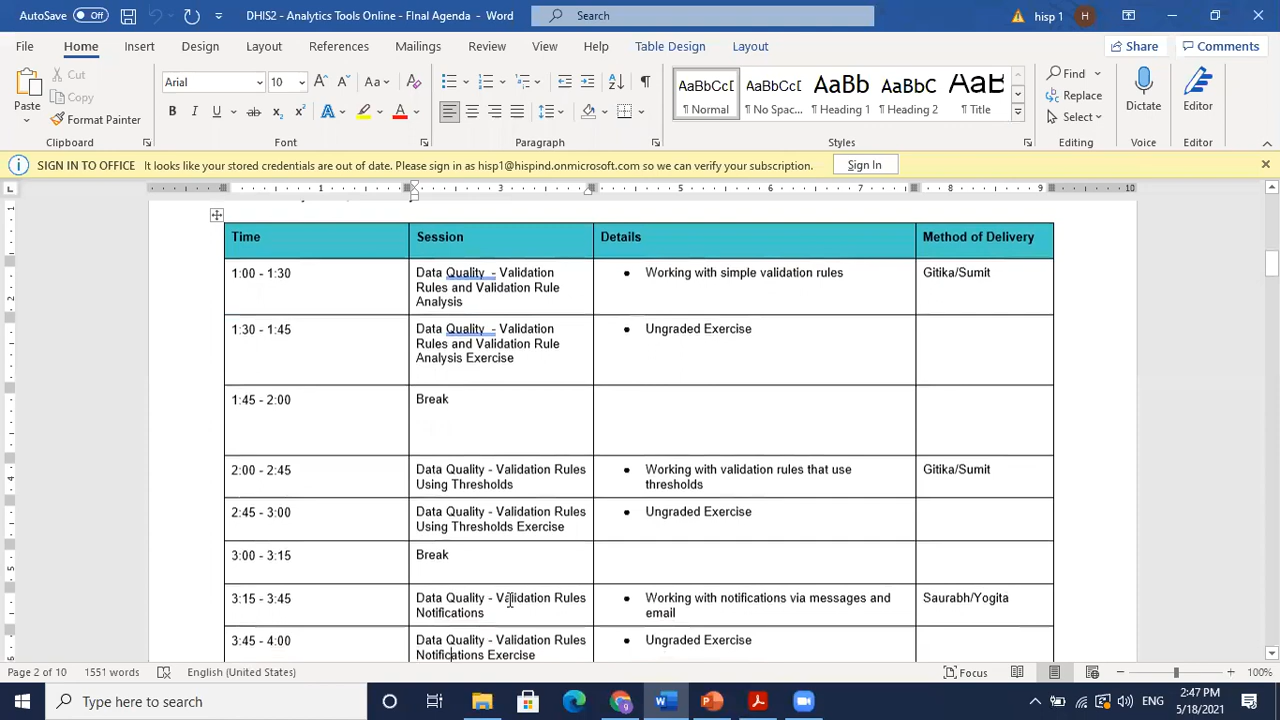 AutoSave Off DHIS2 - Analytics Tools Online - FInal Agenda - Word Search hisp 1 H
File Home Insert Design Layout References Mailings Review View Help Table Design Layout Share Comments
Paste Cut Copy Format Painter
Arial 10
AaBbCcI AaBbCcI AaBb AaBbC AaB
¶ Normal ¶ No Spac... ¶ Heading 1 ¶ Heading 2 ¶ Title
Find Replace Select
Dictate Editor
Clipboard Font Paragraph Styles Editing Voice Editor
SIGN IN TO OFFICE It looks like your stored credentials are out of date. Please sign in as hisp1@hispind.onmicrosoft.com so we can verify your subscription. Sign In
1 2 3 4 5 6 7 8 9 10
Time Session Details Method of Delivery
1:00 - 1:30 Data Quality - Validation • Working with simple validation rules Gitika/Sumit
Rules and Validation Rule
Analysis
1:30 - 1:45 Data Quality - Validation • Ungraded Exercise
Rules and Validation Rule
Analysis Exercise
1:45 - 2:00 Break
2:00 - 2:45 Data Quality - Validation Rules • Working with validation rules that use Gitika/Sumit
Using Thresholds thresholds
2:45 - 3:00 Data Quality - Validation Rules • Ungraded Exercise
Using Thresholds Exercise
3:00 - 3:15 Break
3:15 - 3:45 Data Quality - Validation Rules • Working with notifications via messages and Saurabh/Yogita
Notifications email
3:45 - 4:00 Data Quality - Validation Rules • Ungraded Exercise
Notifications Exercise
Page 2 of 10 1551 words English (United States) Focus 100%
Type here to search ENG 2:47 PM
5/18/2021